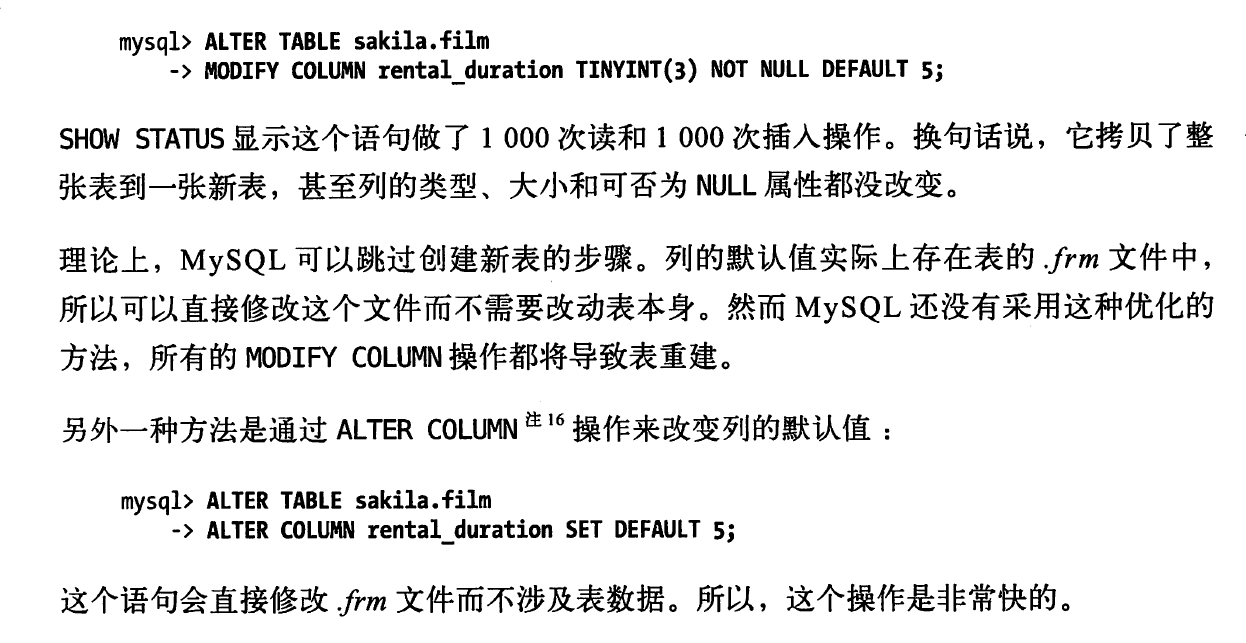 mysql> ALTER TABLE sakila.film
-> MODIFY COLUMN rental_duration TINYINT(3) NOT NULL DEFAULT 5;
SHOW STATUS 显示这个语句做了 1 000 次读和 1 000 次插入操作。换句话说，它拷贝了整
张表到一张新表，甚至列的类型、大小和可否为 NULL 属性都没改变。
理论上，MySQL 可以跳过创建新表的步骤。列的默认值实际上存在表的 .frm 文件中，
所以可以直接修改这个文件而不需要改动表本身。然而 MySQL 还没有采用这种优化的
方法，所有的 MODIFY COLUMN 操作都将导致表重建。
另外一种方法是通过 ALTER COLUMN 注16 操作来改变列的默认值：
mysql> ALTER TABLE sakila.film
-> ALTER COLUMN rental_duration SET DEFAULT 5;
这个语句会直接修改 .frm 文件而不涉及表数据。所以，这个操作是非常快的。